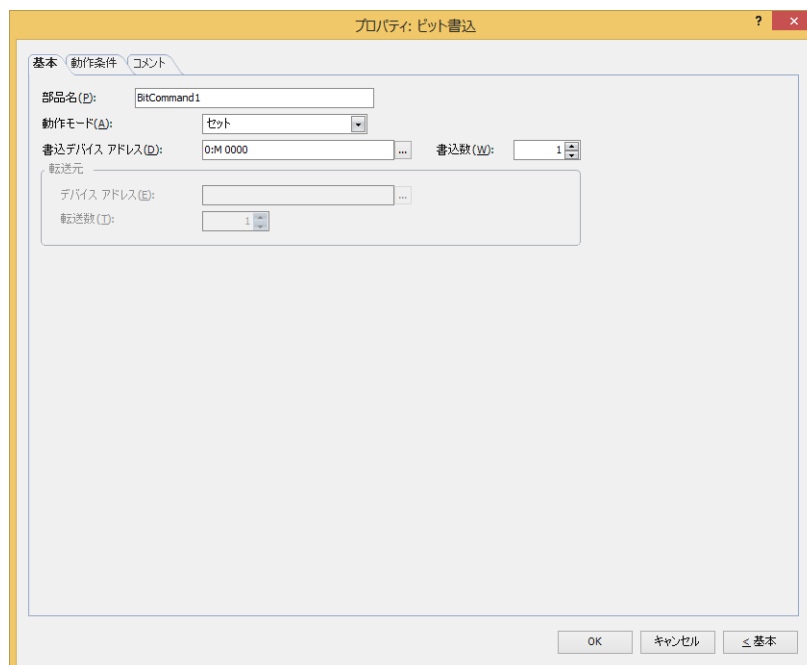 プロパティ: ビット書込
? ×
基本 動作条件 コメント
部品名(P): BitCommand1
動作モード(A): セット
書込デバイス アドレス(D): 0:M 0000 ... 書込数(W): 1
転送元
デバイス アドレス(E): ...
転送数(T): 1
OK キャンセル ≤ 基本